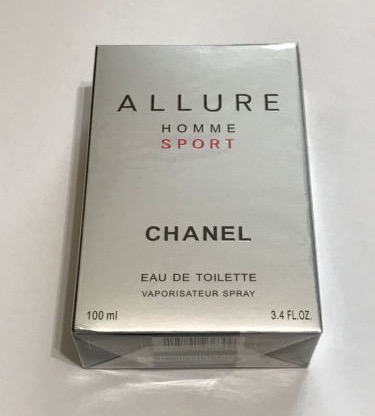 ALLURE
HOMME
SPORT
CHANEL
EAU DE TOILETTE
VAPORISATEUR SPRAY
100 ml 3.4 FL.OZ.